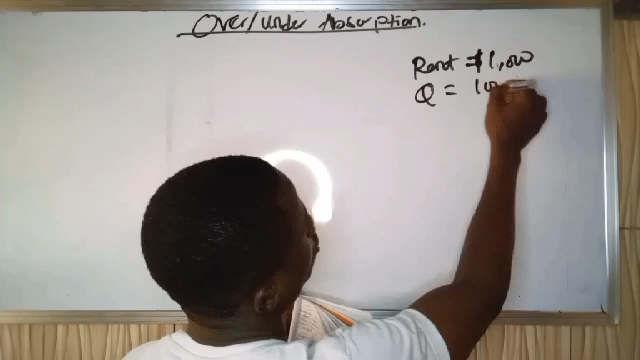 Over/under Absorption.
Rent = $1,000
Q = 10